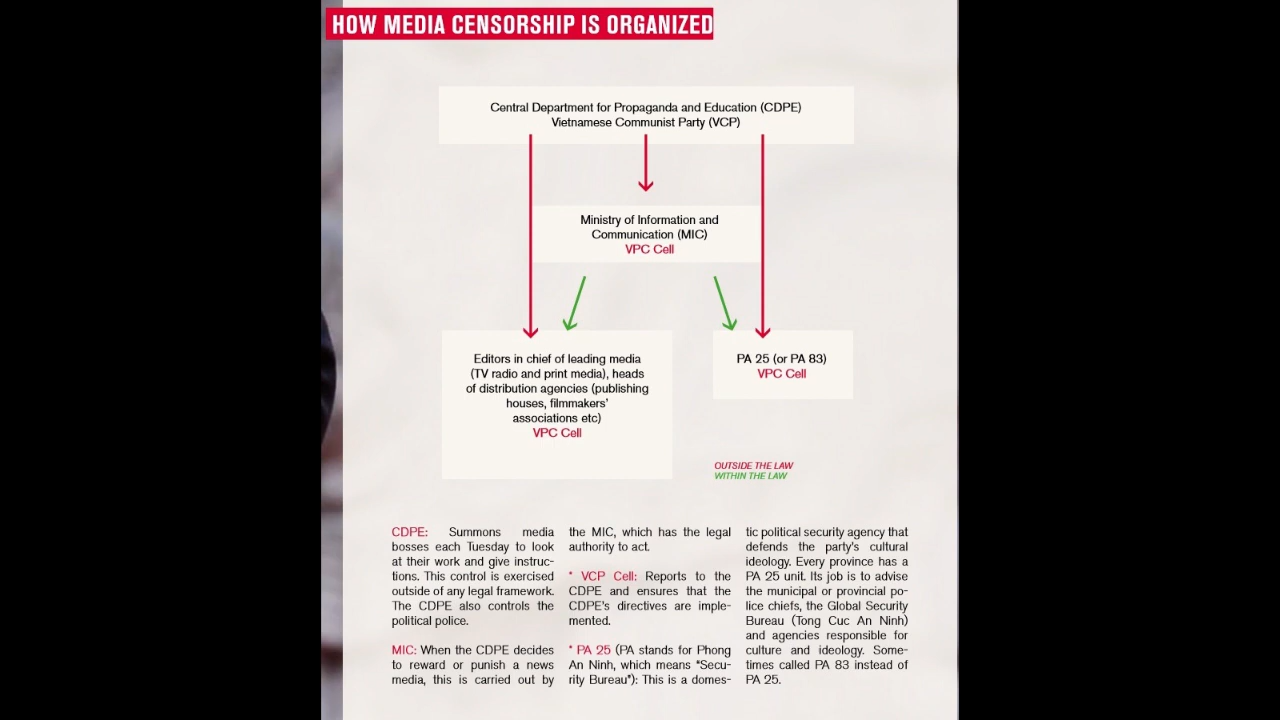 HOW MEDIA CENSORSHIP IS ORGANIZED
Central Department for Propaganda and Education (CDPE)
Vietnamese Communist Party (VCP)
Ministry of Information and
Communication (MIC)
VPC Cell
Editors in chief of leading media
(TV radio and print media), heads
of distribution agencies (publishing
houses, filmmakers'
associations etc)
VPC Cell
PA 25 (or PA 83)
VPC Cell
OUTSIDE THE LAW
WITHIN THE LAW
CDPE: Summons media
bosses each Tuesday to look
at their work and give instruc-
tions. This control is exercised
outside of any legal framework.
The CDPE also controls the
political police.
MIC: When the CDPE decides
to reward or punish a news
media, this is carried out by
the MIC, which has the legal
authority to act.
* VCP Cell: Reports to the
CDPE and ensures that the
CDPE's directives are imple-
mented.
* PA 25 (PA stands for Phong
An Ninh, which means "Secu-
rity Bureau"): This is a domes-
tic political security agency that
defends the party's cultural
ideology. Every province has a
PA 25 unit. Its job is to advise
the municipal or provincial po-
lice chiefs, the Global Security
Bureau (Tong Cuc An Ninh)
and agencies responsible for
culture and ideology. Some-
times called PA 83 instead of
PA 25.